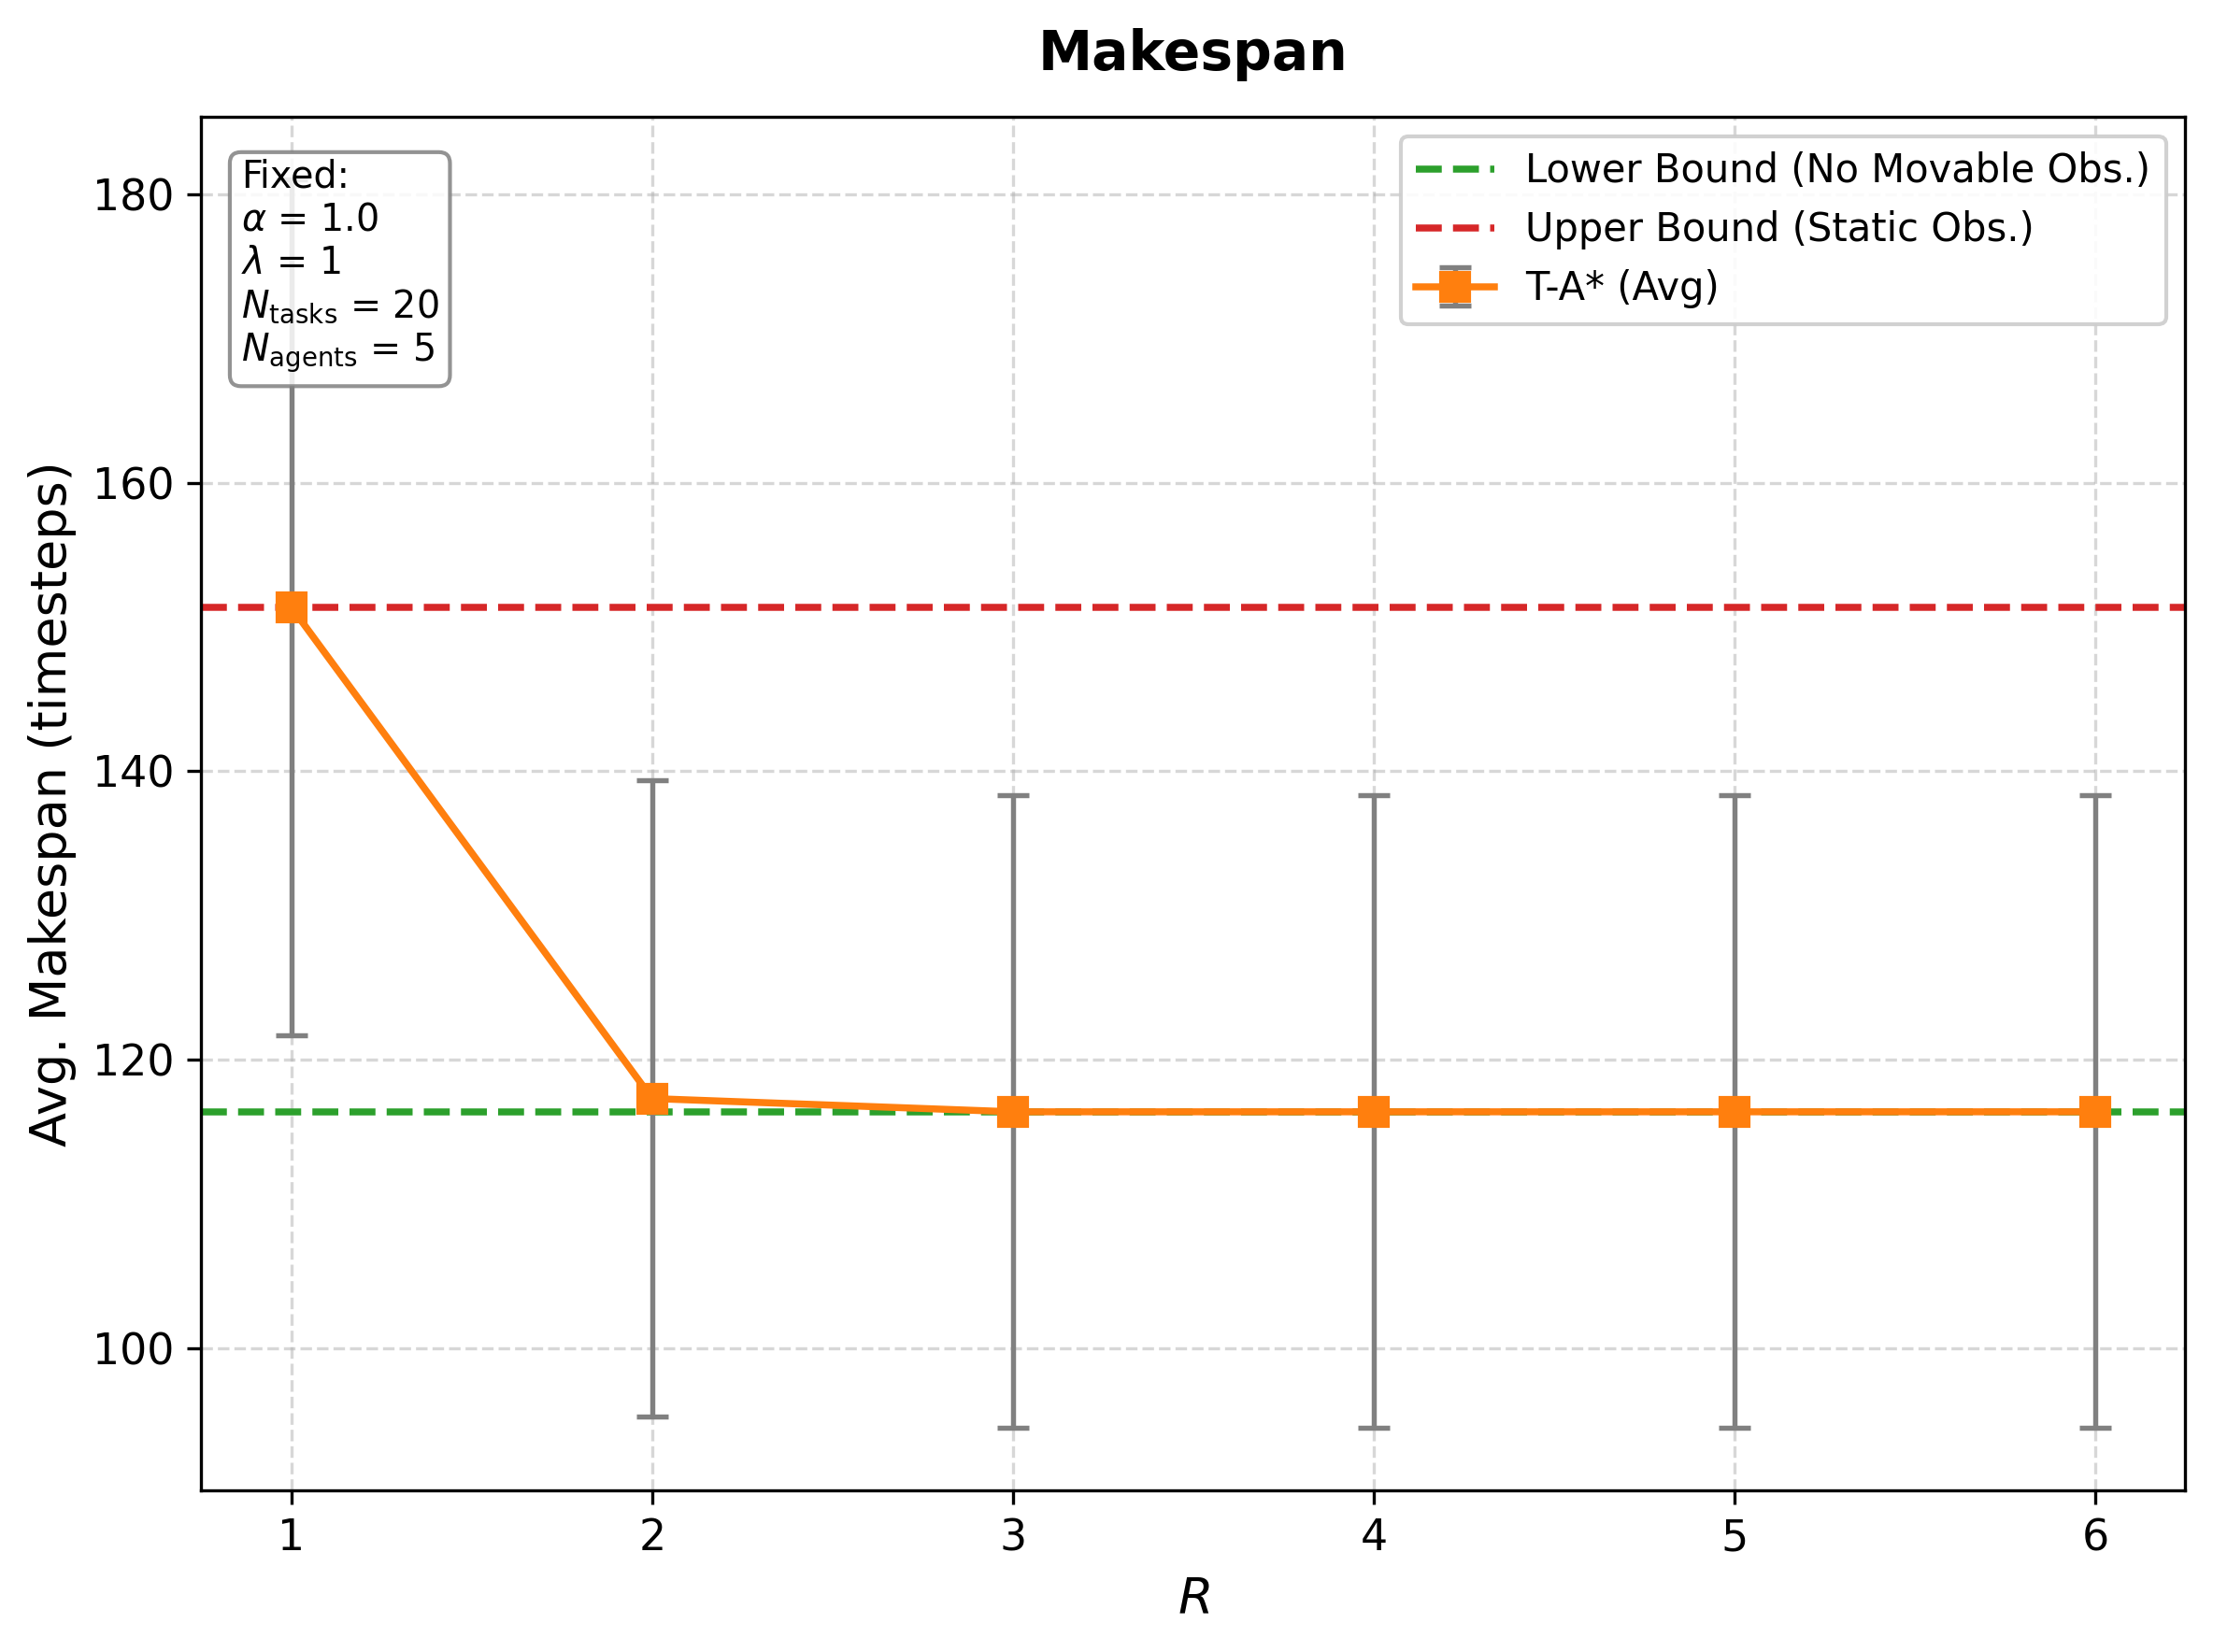 Makespan
Fixed:
α = 1.0
λ = 1
N_tasks = 20
N_agents = 5
Lower Bound (No Movable Obs.)
Upper Bound (Static Obs.)
T-A* (Avg)
Avg. Makespan (timesteps)
180
160
140
120
100
1 2 3 4 5 6
R